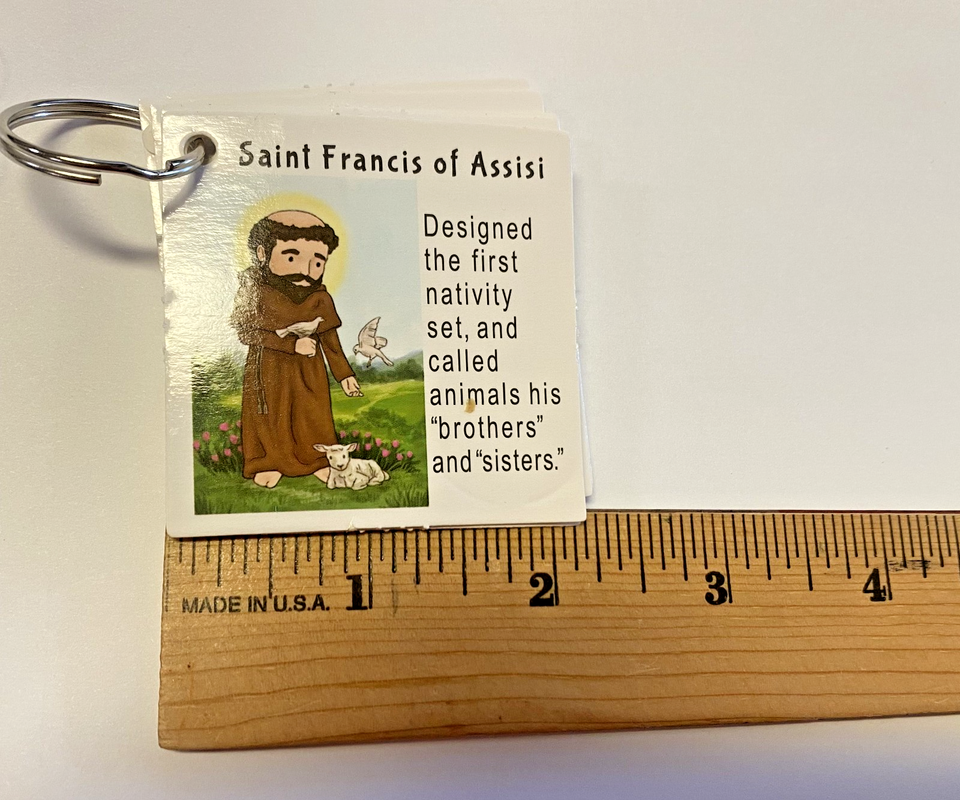 Saint Francis of Assisi
Designed
the first
nativity
set, and
called
animals his
“brothers”
and “sisters.”
1 2 3 4
MADE IN U.S.A.